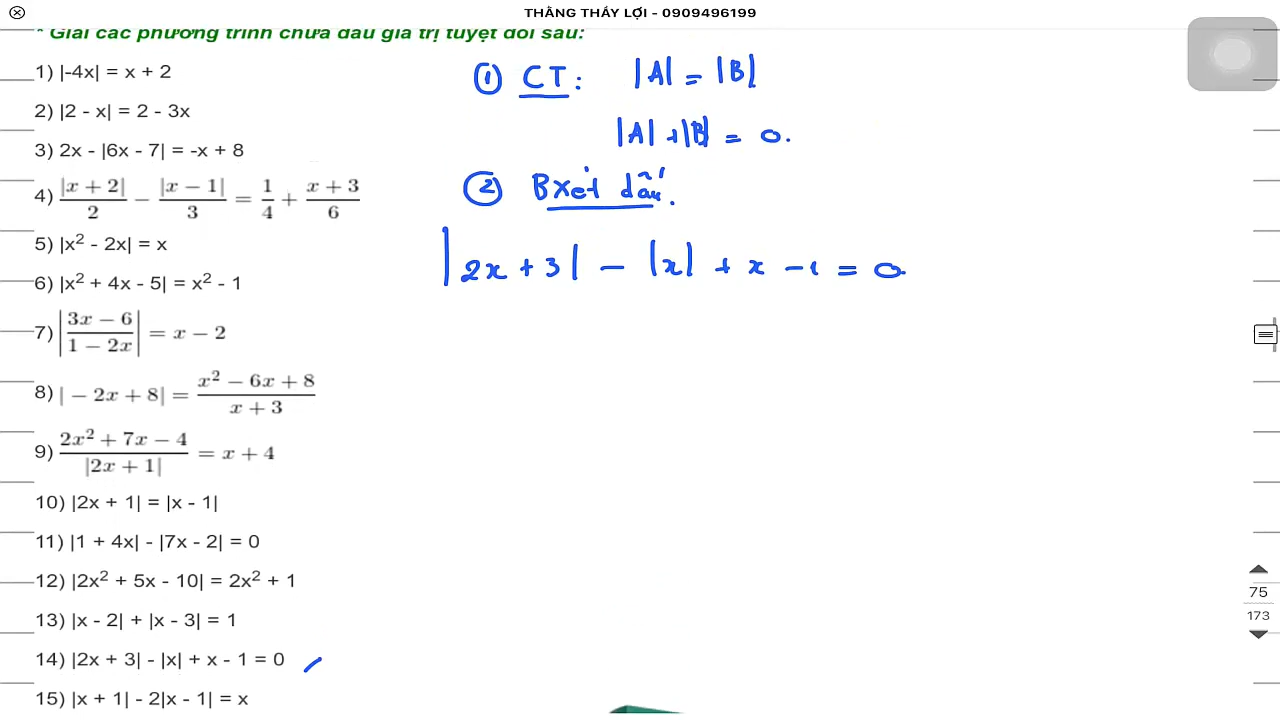 THẦNG THẦY LỢI - 0909496199
* Giải các phương trình chứa dấu giá trị tuyệt đối sau:
1) |-4x| = x + 2
2) |2 - x| = 2 - 3x
3) 2x - |6x - 7| = -x + 8
4) |x + 2|/2 − |x − 1|/3 = 1/4 + (x + 3)/6
5) |x² - 2x| = x
6) |x² + 4x - 5| = x² - 1
7) |(3x − 6)/(1 − 2x)| = x − 2
8) | − 2x + 8| = (x² − 6x + 8)/(x + 3)
9) (2x² + 7x − 4)/|2x + 1| = x + 4
10) |2x + 1| = |x - 1|
11) |1 + 4x| - |7x - 2| = 0
12) |2x² + 5x - 10| = 2x² + 1
13) |x - 2| + |x - 3| = 1
14) |2x + 3| - |x| + x - 1 = 0
15) |x + 1| - 2|x - 1| = x
① CT: |A| = |B|
|A| + |B| = 0.
② B xét dấu.
|2x + 3| − |x| + x − 1 = 0.
75
173